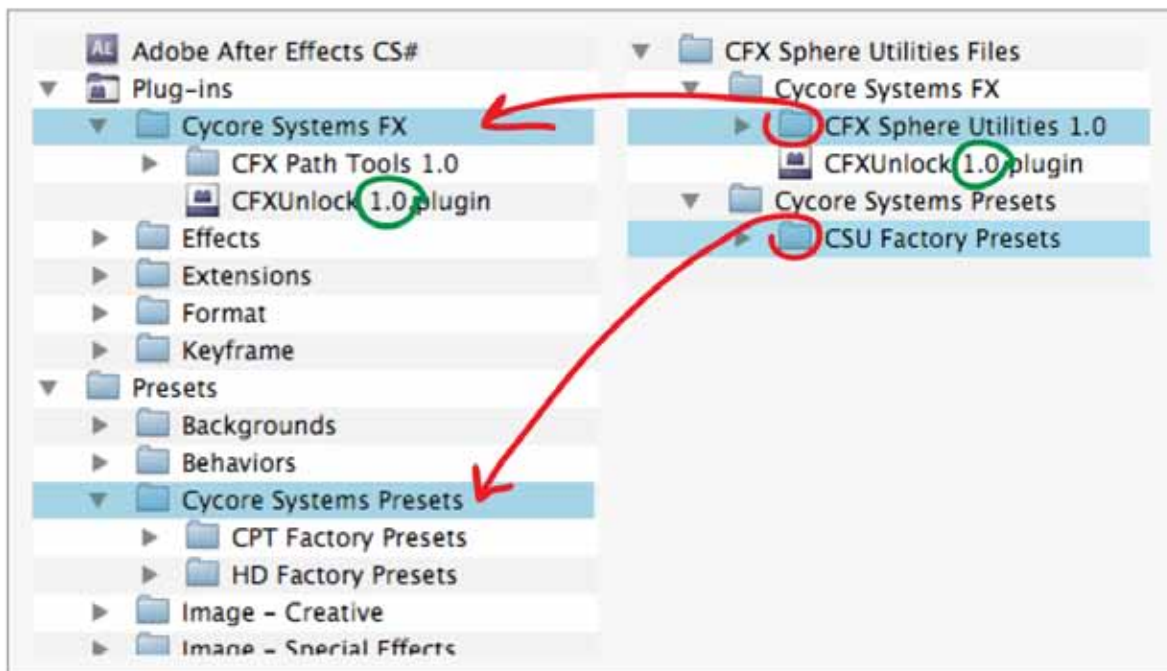 Adobe After Effects CS#
Plug-ins
Cycore Systems FX
CFX Path Tools 1.0
CFXUnlock 1.0.plugin
Effects
Extensions
Format
Keyframe
Presets
Backgrounds
Behaviors
Cycore Systems Presets
CPT Factory Presets
HD Factory Presets
Image - Creative
Image - Special Effects
CFX Sphere Utilities Files
Cycore Systems FX
CFX Sphere Utilities 1.0
CFXUnlock 1.0.plugin
Cycore Systems Presets
CSU Factory Presets